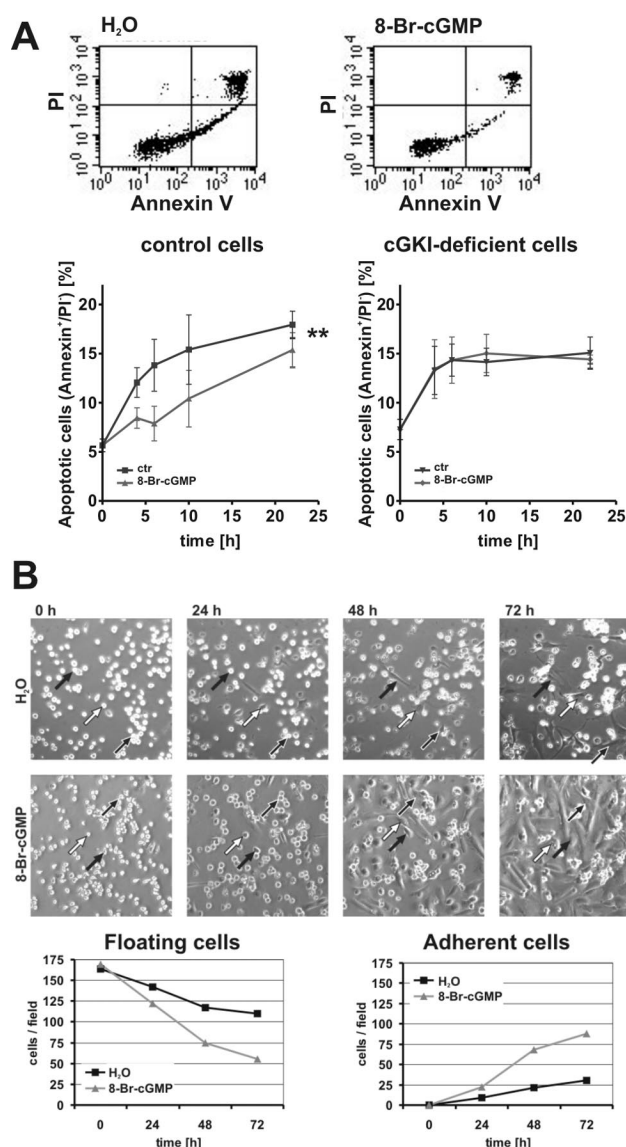 A
H₂O
8-Br-cGMP
PI
10⁴
10³
10²
10¹
10⁰
10⁰ 10¹ 10² 10³ 10⁴
Annexin V
10⁴
10³
10²
10¹
10⁰
10⁰ 10¹ 10² 10³ 10⁴
Annexin V
control cells
Apoptotic cells (Annexin⁺/PI⁻) [%]
20
15
10
5
0
**
ctr
8-Br-cGMP
0 5 10 15 20 25
time [h]
cGKI-deficient cells
Apoptotic cells (Annexin⁺/PI⁻) [%]
20
15
10
5
0
ctr
8-Br-cGMP
0 5 10 15 20 25
time [h]
B
0 h 24 h 48 h 72 h
H₂O
8-Br-cGMP
Floating cells
cells / field
175
150
125
100
75
50
25
0
H₂O
8-Br-cGMP
0 24 48 72
time [h]
Adherent cells
cells / field
175
150
125
100
75
50
25
0
H₂O
8-Br-cGMP
0 24 48 72
time [h]